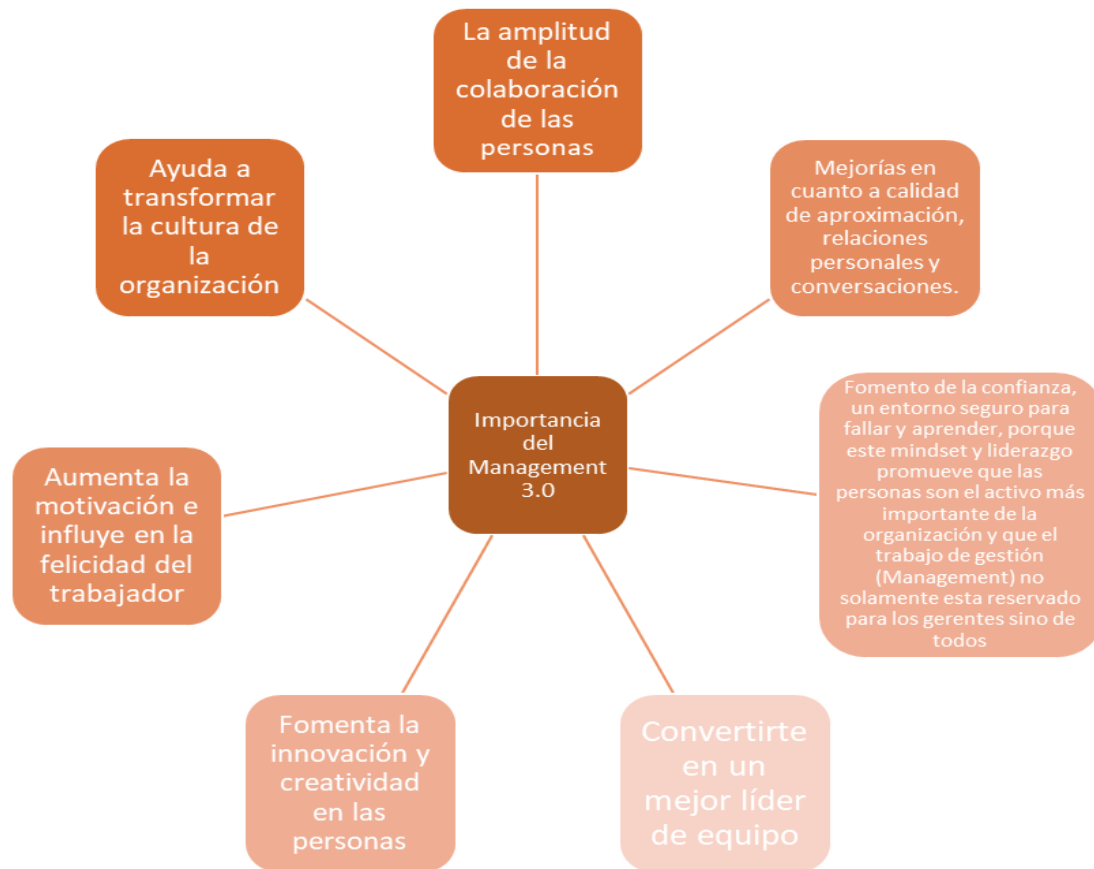 La amplitud
de la
colaboración
de las
personas
Mejorías en
cuanto a calidad
de aproximación,
relaciones
personales y
conversaciones.
Fomento de la confianza,
un entorno seguro para
fallar y aprender, porque
este mindset y liderazgo
promueve que las
personas son el activo más
importante de la
organización y que el
trabajo de gestión
(Management) no
solamente esta reservado
para los gerentes sino de
todos
Convertirte
en un
mejor líder
de equipo
Fomenta la
innovación y
creatividad
en las
personas
Aumenta la
motivación e
influye en la
felicidad del
trabajador
Ayuda a
transformar
la cultura de
la
organización
Importancia
del
Management
3.0